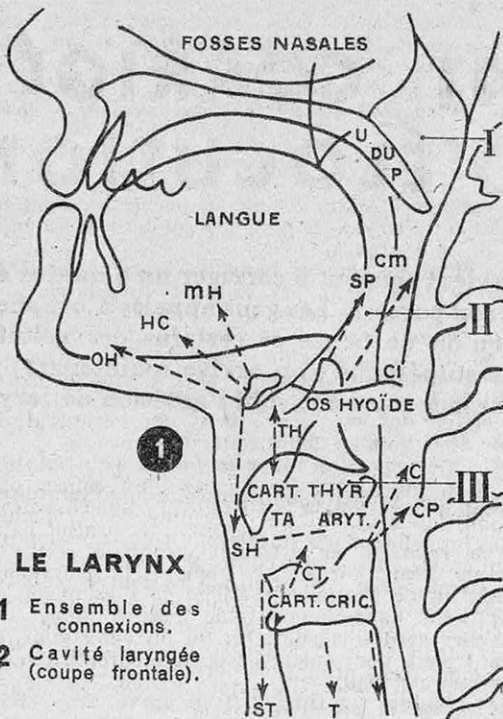 FOSSES NASALES
U
DU
P
I
LANGUE
CM
SP
mH
HC
II
OH
CI
OS HYOÏDE
1
TH
C
CART. THYR.
III
CP
TA ARYT.
SH
LE LARYNX
CT
1 Ensemble des
connexions.
CART. CRIC.
2 Cavité laryngée
(coupe frontale).
ST
T